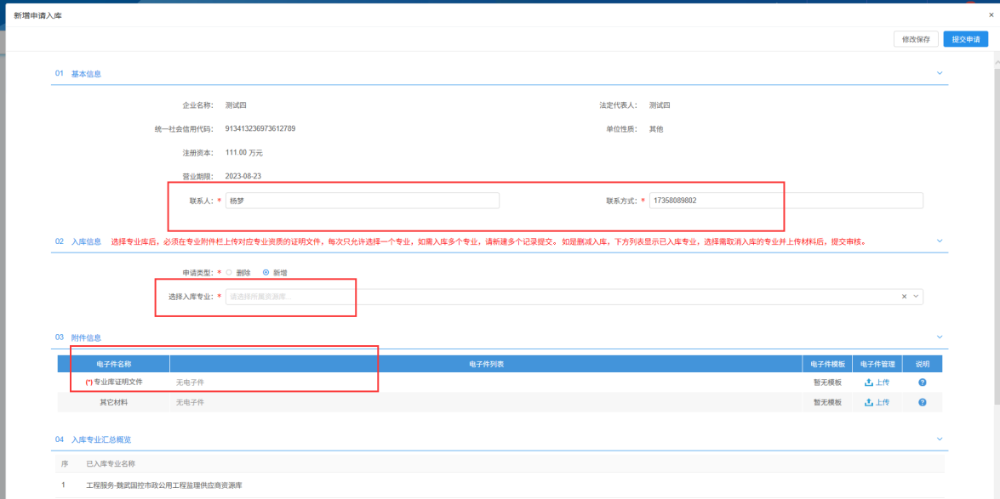 新增申请入库
修改保存 提交申请
01 基本信息
企业名称： 测试四 法定代表人： 测试四
统一社会信用代码： 913413236973612789 单位性质： 其他
注册资本： 111.00 万元
营业期限： 2023-08-23
联系人： * 杨梦 联系方式： * 17358089802
02 入库信息 选择专业库后，必须在专业附件栏上传对应专业资质的证明文件，每次只允许选择一个专业，如需入库多个专业，请新建多个记录提交。 如是删减入库，下方列表显示已入库专业，选择需取消入库的专业并上传材料后，提交审核。
申请类型： * 删除 新增
选择入库专业： * 请选择所属资源库...
03 附件信息
电子件名称 电子件列表 电子件模板 电子件管理 说明
(*) 专业库证明文件 无电子件 暂无模板 上传
其它材料 无电子件 暂无模板 上传
04 入库专业汇总概览
序 已入库专业名称
1 工程服务-魏武国控市政公用工程监理供应商资源库